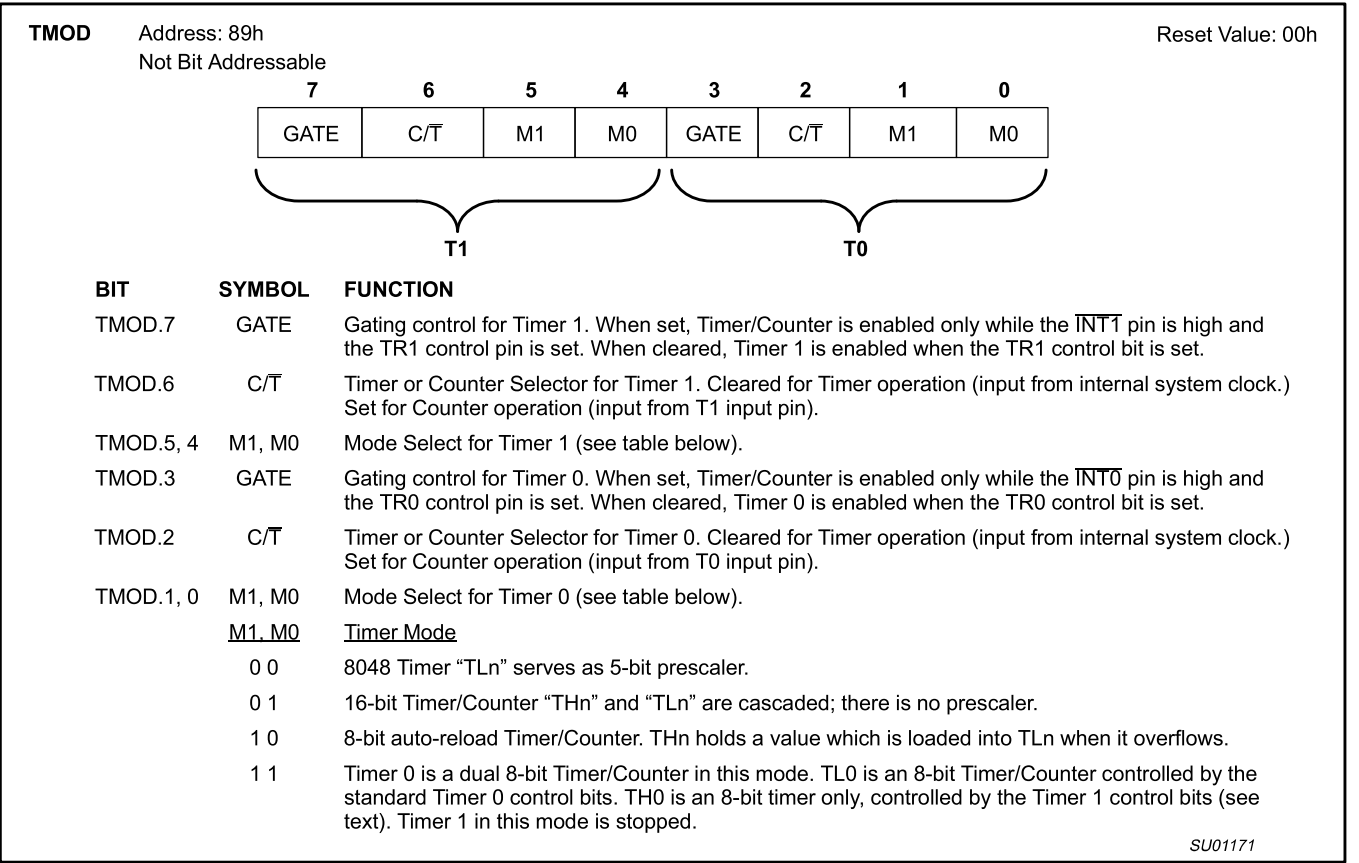 TMOD Address: 89h Reset Value: 00h
Not Bit Addressable
7 6 5 4 3 2 1 0
GATE C/T̅ M1 M0 GATE C/T̅ M1 M0
T1 T0
BIT SYMBOL FUNCTION
TMOD.7 GATE Gating control for Timer 1. When set, Timer/Counter is enabled only while the I̅N̅T̅1̅ pin is high and
the TR1 control pin is set. When cleared, Timer 1 is enabled when the TR1 control bit is set.
TMOD.6 C/T̅ Timer or Counter Selector for Timer 1. Cleared for Timer operation (input from internal system clock.)
Set for Counter operation (input from T1 input pin).
TMOD.5, 4 M1, M0 Mode Select for Timer 1 (see table below).
TMOD.3 GATE Gating control for Timer 0. When set, Timer/Counter is enabled only while the I̅N̅T̅0̅ pin is high and
the TR0 control pin is set. When cleared, Timer 0 is enabled when the TR0 control bit is set.
TMOD.2 C/T̅ Timer or Counter Selector for Timer 0. Cleared for Timer operation (input from internal system clock.)
Set for Counter operation (input from T0 input pin).
TMOD.1, 0 M1, M0 Mode Select for Timer 0 (see table below).
M1, M0 Timer Mode
0 0 8048 Timer “TLn” serves as 5-bit prescaler.
0 1 16-bit Timer/Counter “THn” and “TLn” are cascaded; there is no prescaler.
1 0 8-bit auto-reload Timer/Counter. THn holds a value which is loaded into TLn when it overflows.
1 1 Timer 0 is a dual 8-bit Timer/Counter in this mode. TL0 is an 8-bit Timer/Counter controlled by the
standard Timer 0 control bits. TH0 is an 8-bit timer only, controlled by the Timer 1 control bits (see
text). Timer 1 in this mode is stopped.
SU01171